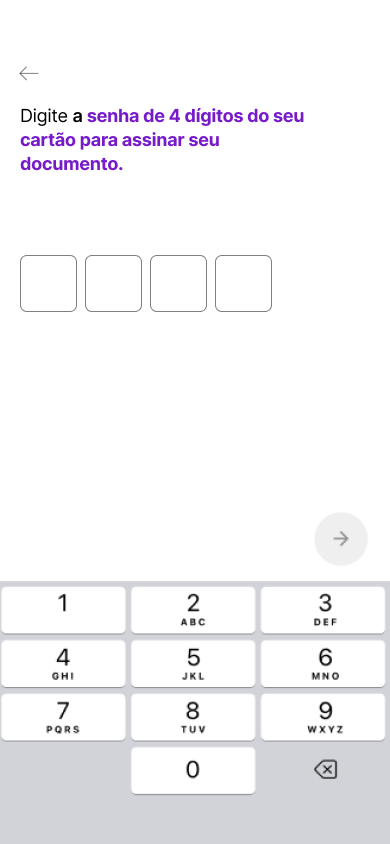 Digite a senha de 4 dígitos do seu
cartão para assinar seu
documento.
1
2
ABC
3
DEF
4
GHI
5
JKL
6
MNO
7
PQRS
8
TUV
9
WXYZ
0